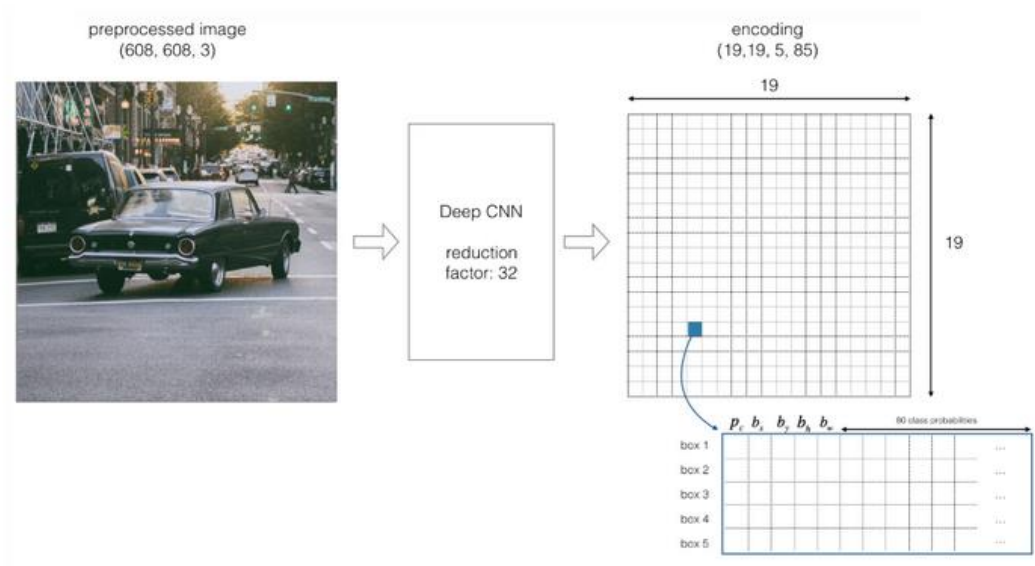 preprocessed image
(608, 608, 3)
encoding
(19,19, 5, 85)
19
Deep CNN
reduction
factor: 32
19
p_c b_x b_y b_h b_w 80 class probabilities
box 1 ...
box 2 ...
box 3 ...
box 4 ...
box 5 ...